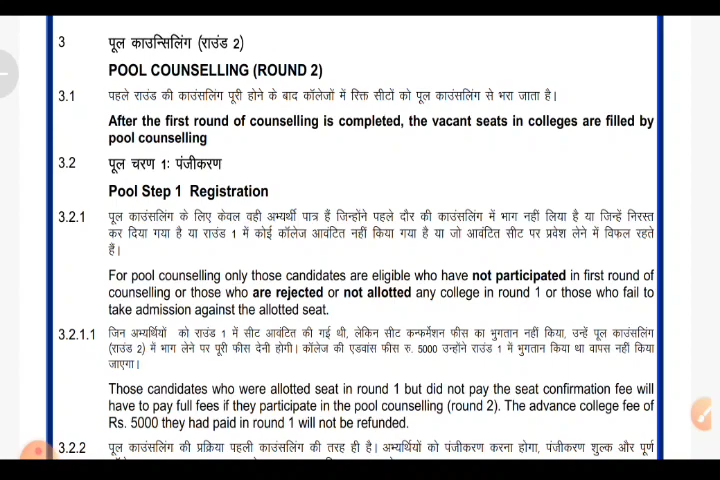 3 पूल काउन्सिलिंग (राउंड 2)
POOL COUNSELLING (ROUND 2)
3.1 पहले राउंड की काउंसलिंग पूरी होने के बाद कॉलेजों में रिक्त सीटों को पूल काउंसलिंग से भरा जाता है।
After the first round of counselling is completed, the vacant seats in colleges are filled by
pool counselling
3.2 पूल चरण 1: पंजीकरण
Pool Step 1 Registration
3.2.1 पूल काउंसलिंग के लिए केवल वही अभ्यर्थी पात्र हैं जिन्होंने पहले दौर की काउंसलिंग में भाग नहीं लिया है या जिन्हें निरस्त
कर दिया गया है या राउंड 1 में कोई कॉलेज आवंटित नहीं किया गया है या जो आवंटित सीट पर प्रवेश लेने में विफल रहते
हैं।
For pool counselling only those candidates are eligible who have not participated in first round of
counselling or those who are rejected or not allotted any college in round 1 or those who fail to
take admission against the allotted seat.
3.2.1.1 जिन अभ्यर्थियों को राउंड 1 में सीट आवंटित की गई थी, लेकिन सीट कन्फर्मेशन फीस का भुगतान नहीं किया, उन्हें पूल काउंसलिंग
(राउंड 2) में भाग लेने पर पूरी फीस देनी होगी। कॉलेज की एडवांस फीस रु. 5000 उन्होंने राउंड 1 में भुगतान किया था वापस नहीं किया
जाएगा।
Those candidates who were allotted seat in round 1 but did not pay the seat confirmation fee will
have to pay full fees if they participate in the pool counselling (round 2). The advance college fee of
Rs. 5000 they had paid in round 1 will not be refunded.
3.2.2 पूल काउंसलिंग की प्रक्रिया पहली काउंसलिंग की तरह ही है। अभ्यर्थियों को पंजीकरण करना होगा, पंजीकरण शुल्क और पूर्ण